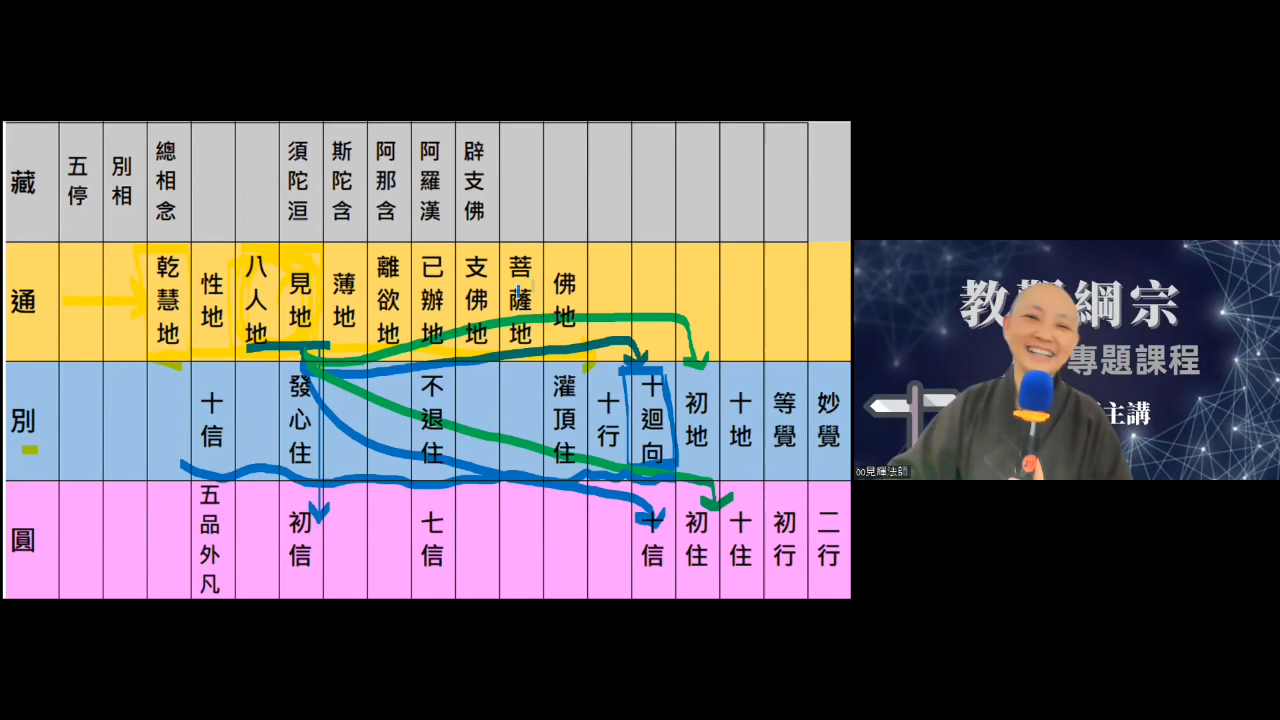 藏
五停
別相
總相念
須陀洹
斯陀含
阿那含
阿羅漢
辟支佛
通
乾慧地
性地
八人地
見地
薄地
離欲地
已辦地
支佛地
菩薩地
佛地
別
十信
發心住
不退住
灌頂住
十行
十迴向
初地
十地
等覺
妙覺
圓
五品外凡
初信
七信
十信
初住
十住
初行
二行
教觀綱宗
專題課程
主講
見輝法師